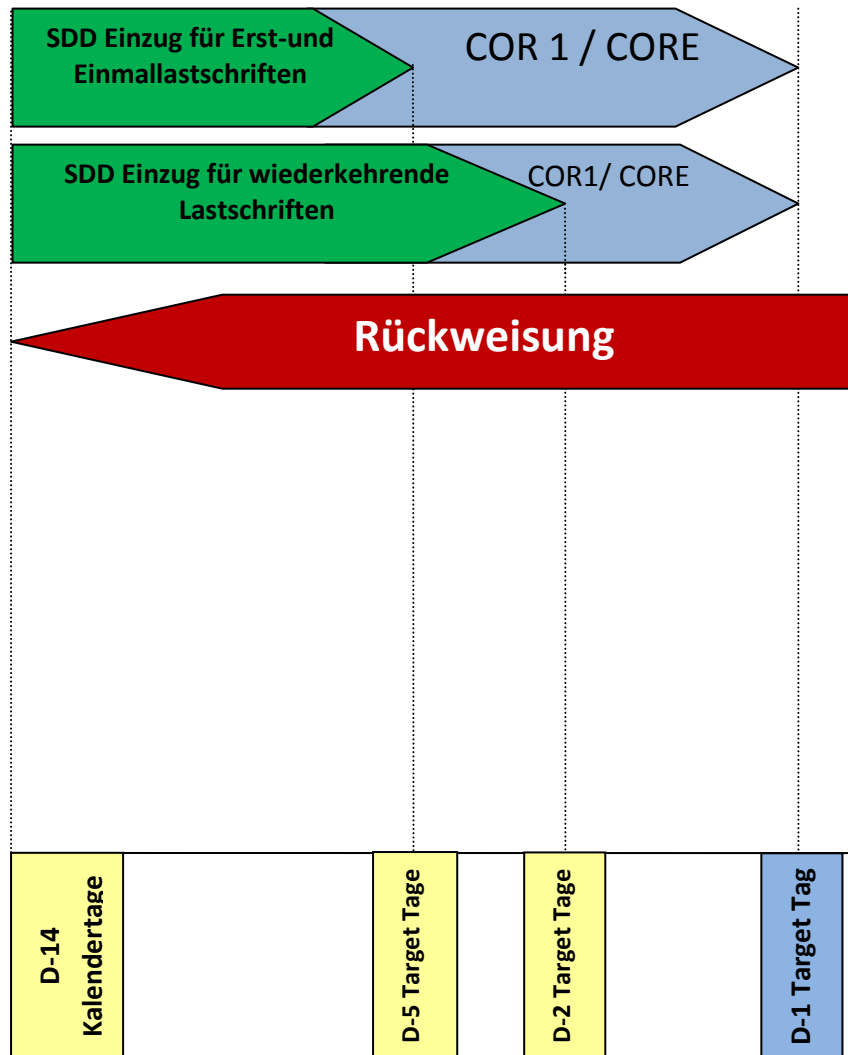 SDD Einzug für Erst-und
Einmallastschriften
COR 1 / CORE
SDD Einzug für wiederkehrende
Lastschriften
COR1/ CORE
Rückweisung
D-14
Kalendertage
D-5 Target Tage
D-2 Target Tage
D-1 Target Tag